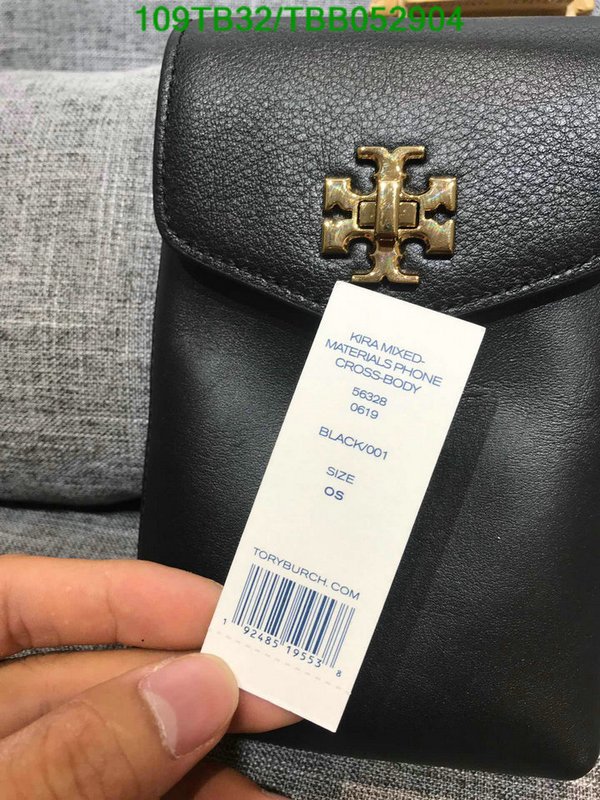 109TB32/TBB052904
KIRA MIXED-
MATERIALS PHONE
CROSS-BODY
56328
0619
BLACK/001
SIZE
OS
TORYBURCH. COM
1 92485 19553 8